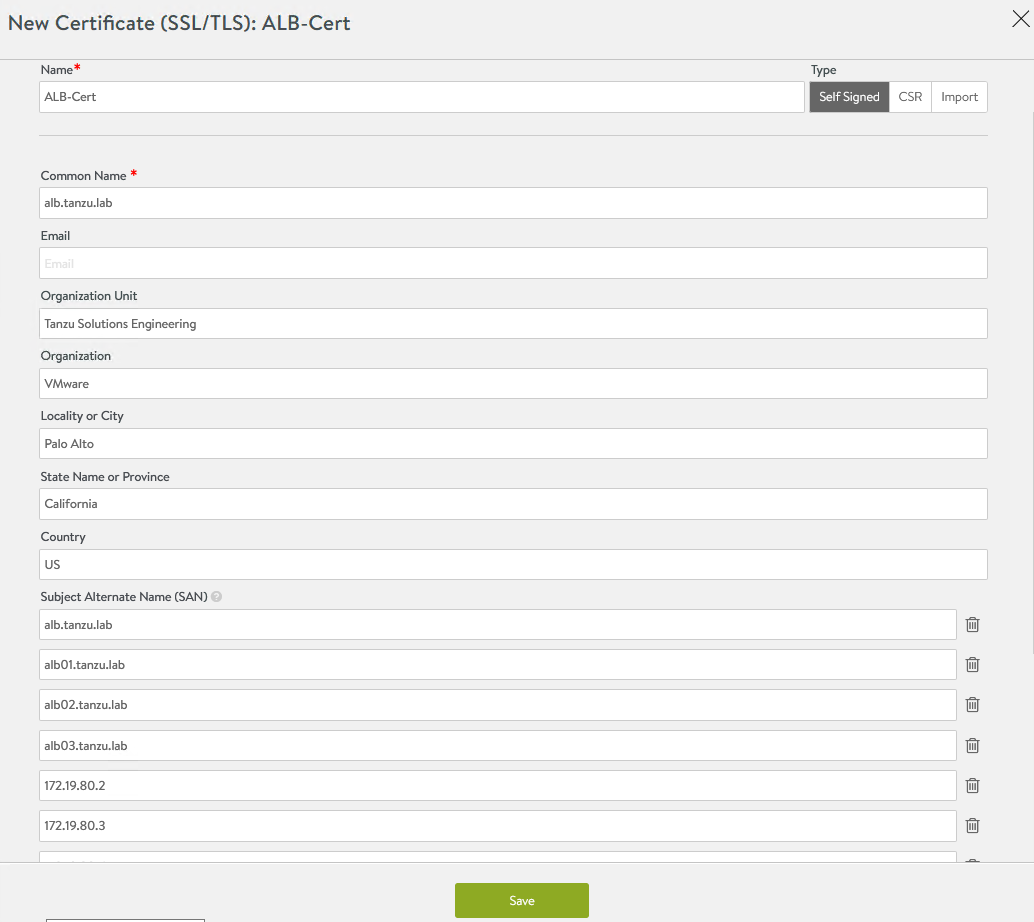 New Certificate (SSL/TLS): ALB-Cert
Name*
Type
ALB-Cert
Self Signed CSR Import
Common Name *
alb.tanzu.lab
Email
Email
Organization Unit
Tanzu Solutions Engineering
Organization
VMware
Locality or City
Palo Alto
State Name or Province
California
Country
US
Subject Alternate Name (SAN) ?
alb.tanzu.lab
alb01.tanzu.lab
alb02.tanzu.lab
alb03.tanzu.lab
172.19.80.2
172.19.80.3
Save